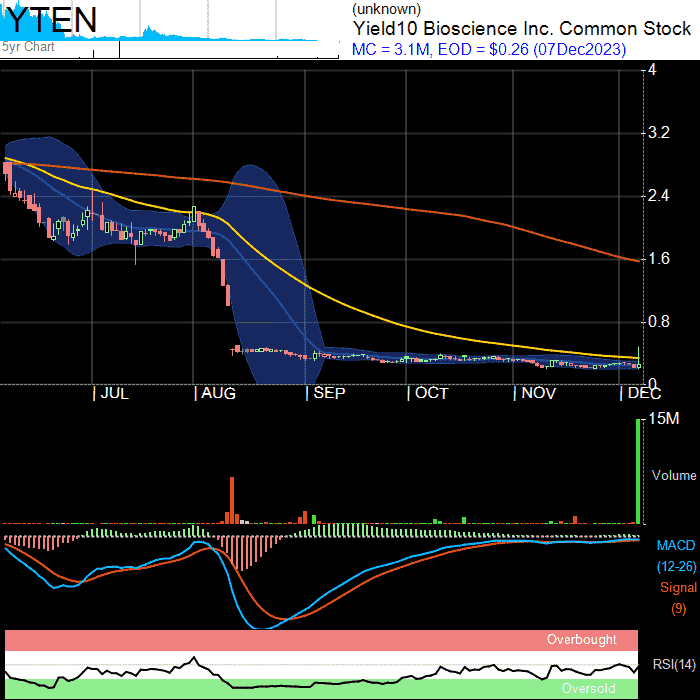 YTEN
5yr Chart
(unknown)
Yield10 Bioscience Inc. Common Stock
MC = 3.1M, EOD = $0.26 (07Dec2023)
4
3.2
2.4
1.6
0.8
0
JUL
AUG
SEP
OCT
NOV
DEC
15M
Volume
MACD
(12-26)
Signal
(9)
Overbought
RSI(14)
Oversold